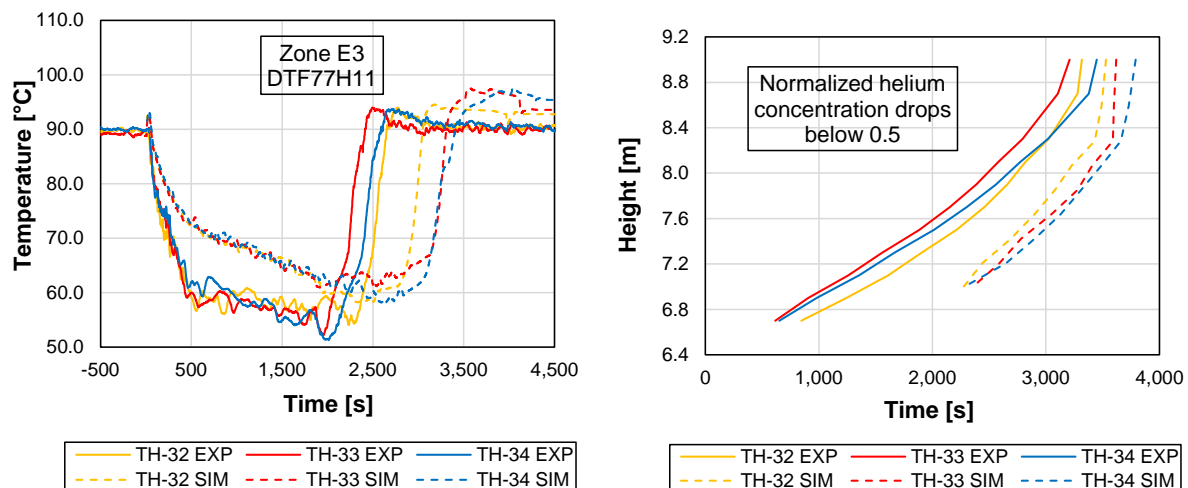 110.0
100.0
90.0
80.0
70.0
60.0
50.0
Temperature [°C]
Zone E3
DTF77H11
-500
500
1,500
2,500
3,500
4,500
Time [s]
TH-32 EXP
TH-33 EXP
TH-34 EXP
TH-32 SIM
TH-33 SIM
TH-34 SIM
9.2
8.8
8.4
8.0
7.6
7.2
6.8
6.4
Height [m]
Normalized helium
concentration drops
below 0.5
0
1,000
2,000
3,000
4,000
Time [s]
TH-32 EXP
TH-33 EXP
TH-34 EXP
TH-32 SIM
TH-33 SIM
TH-34 SIM